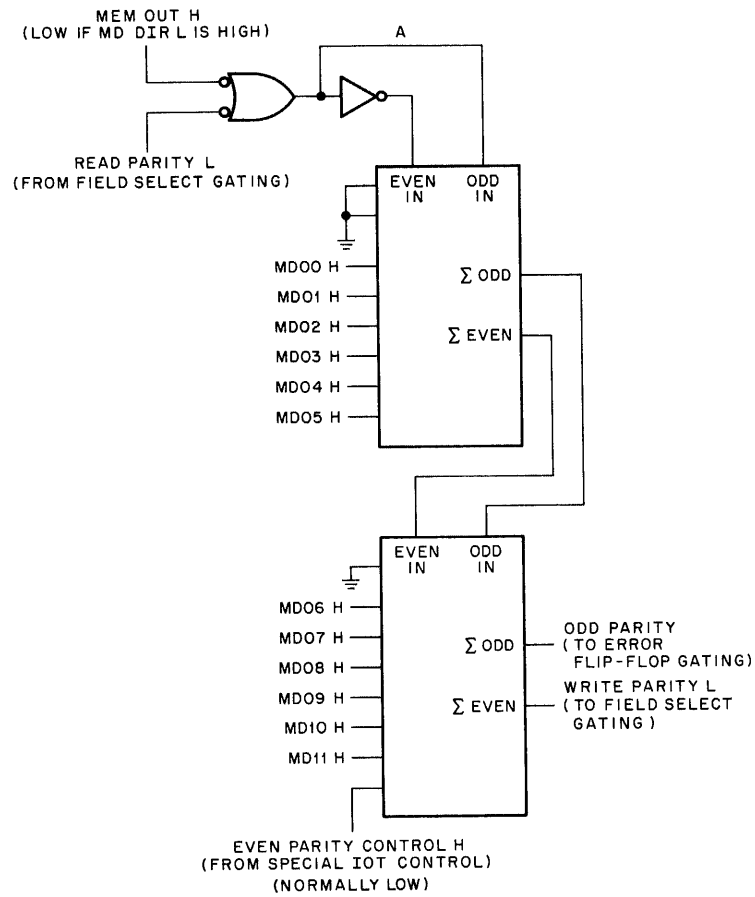 MEM OUT H
(LOW IF MD DIR L IS HIGH)
A
READ PARITY L
(FROM FIELD SELECT GATING)
EVEN IN
ODD IN
MD00 H
MD01 H
MD02 H
MD03 H
MD04 H
MD05 H
∑ ODD
∑ EVEN
EVEN IN
ODD IN
MD06 H
MD07 H
MD08 H
MD09 H
MD10 H
MD11 H
∑ ODD
∑ EVEN
ODD PARITY
(TO ERROR
FLIP-FLOP GATING)
WRITE PARITY L
(TO FIELD SELECT
GATING)
EVEN PARITY CONTROL H
(FROM SPECIAL IOT CONTROL)
(NORMALLY LOW)